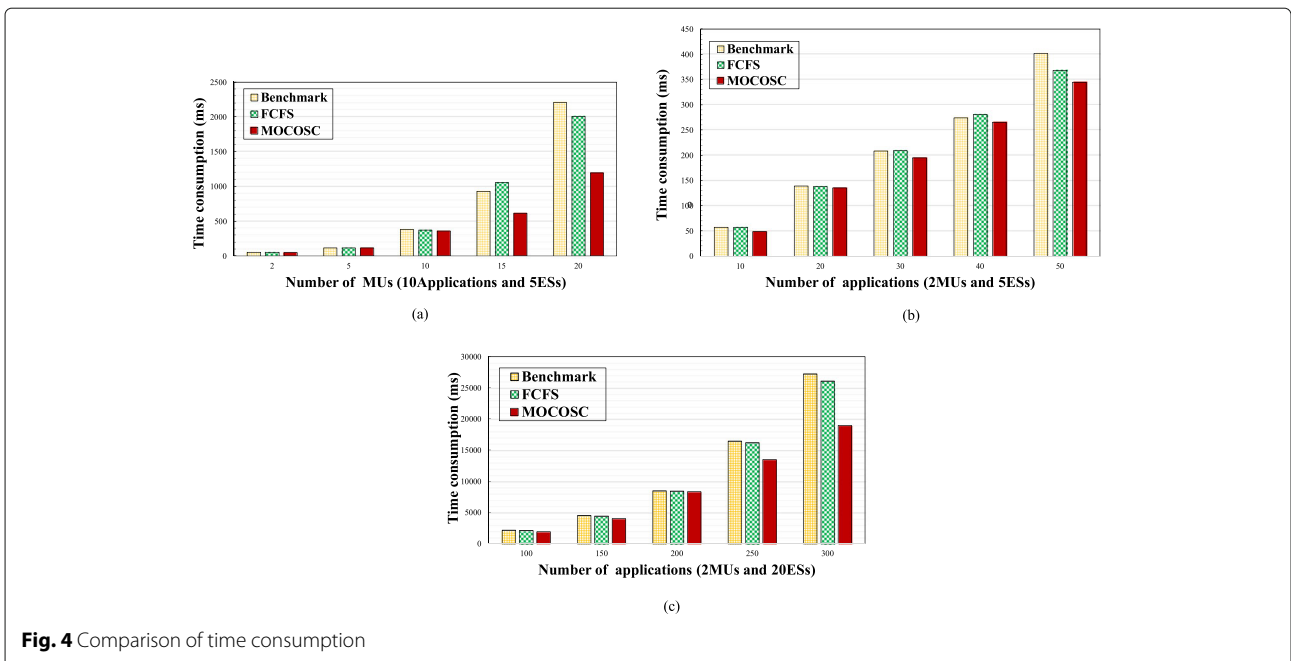 2500
2000
1500
1000
500
0
Time consumption (ms)
Benchmark
FCFS
MOCOSC
2 5 10 15 20
Number of MUs (10Applications and 5ESs)
(a)
450
400
350
300
250
200
150
100
50
0
Time consumption (ms)
Benchmark
FCFS
MOCOSC
10 20 30 40 50
Number of applications (2MUs and 5ESs)
(b)
30000
25000
20000
15000
10000
5000
0
Time consumption (ms)
Benchmark
FCFS
MOCOSC
100 150 200 250 300
Number of applications (2MUs and 20ESs)
(c)
Fig. 4 Comparison of time consumption